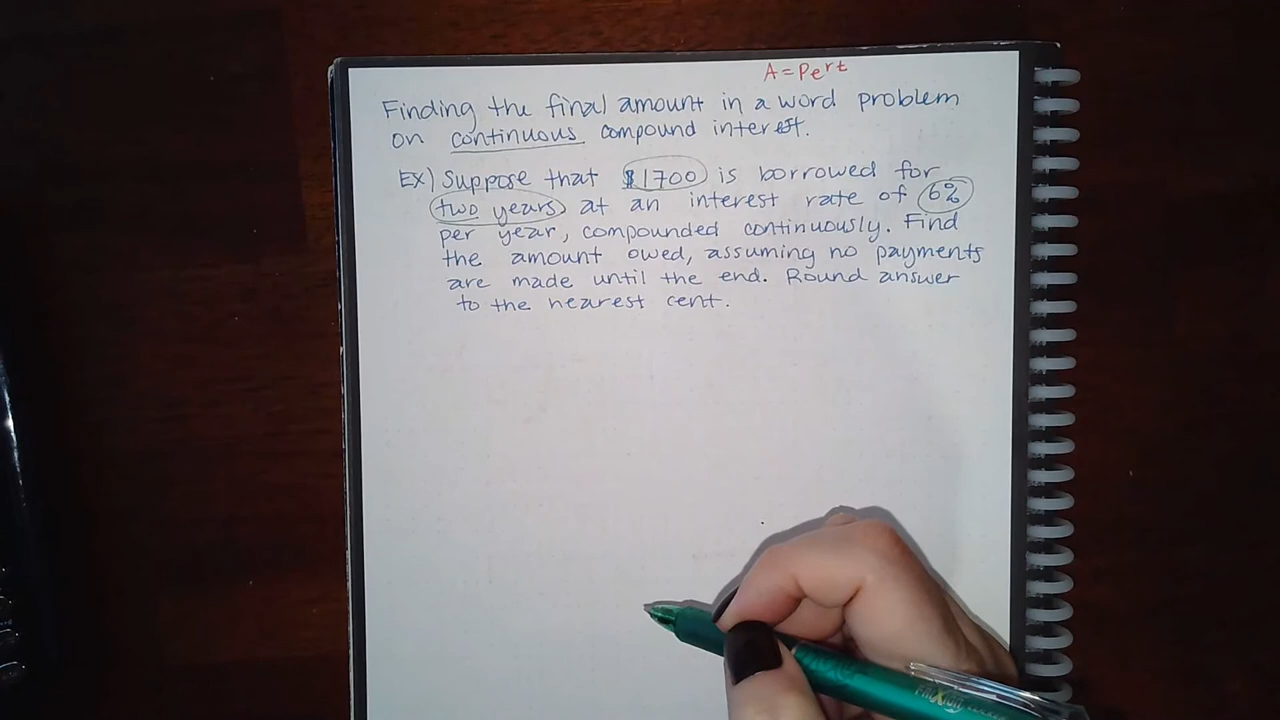 A=Pe^rt
Finding the final amount in a word problem
on continuous compound interest.
EX) Suppose that $1700 is borrowed for
two years at an interest rate of 6%
per year, compounded continuously. Find
the amount owed, assuming no payments
are made until the end. Round answer
to the nearest cent.
FRIXION